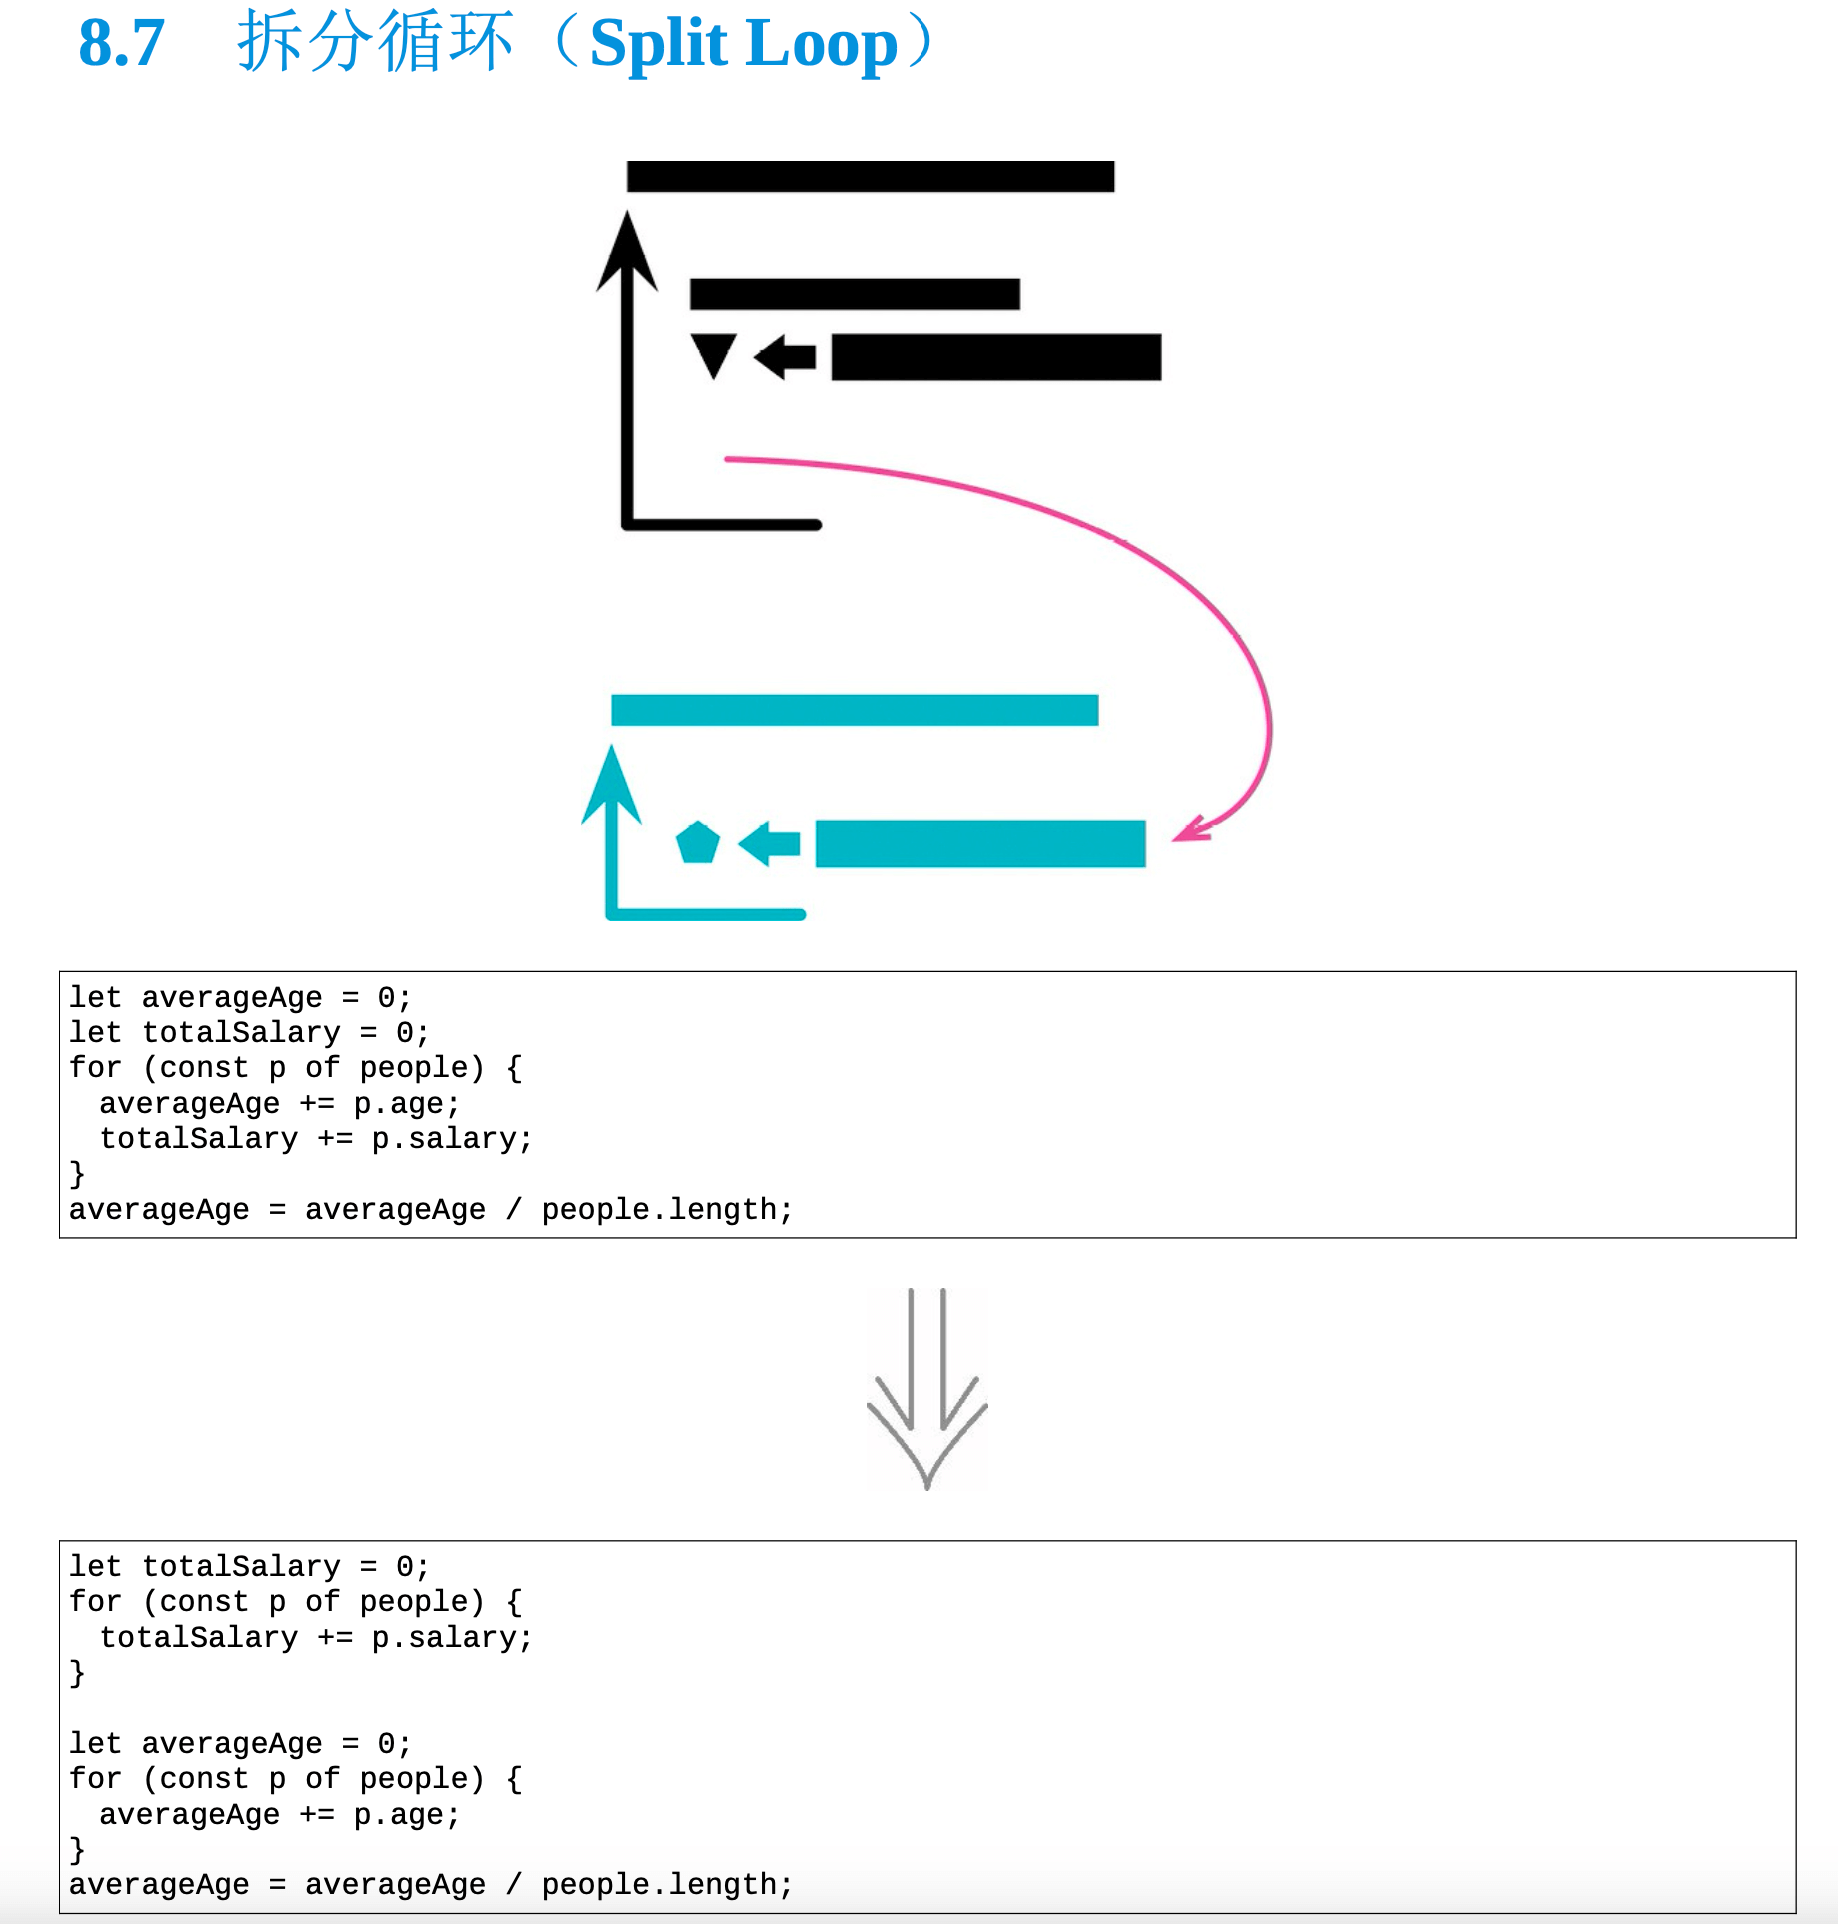 8.7 拆分循环（Split Loop）
let averageAge = 0;
let totalSalary = 0;
for (const p of people) {
  averageAge += p.age;
  totalSalary += p.salary;
}
averageAge = averageAge / people.length;
let totalSalary = 0;
for (const p of people) {
  totalSalary += p.salary;
}
let averageAge = 0;
for (const p of people) {
  averageAge += p.age;
}
averageAge = averageAge / people.length;